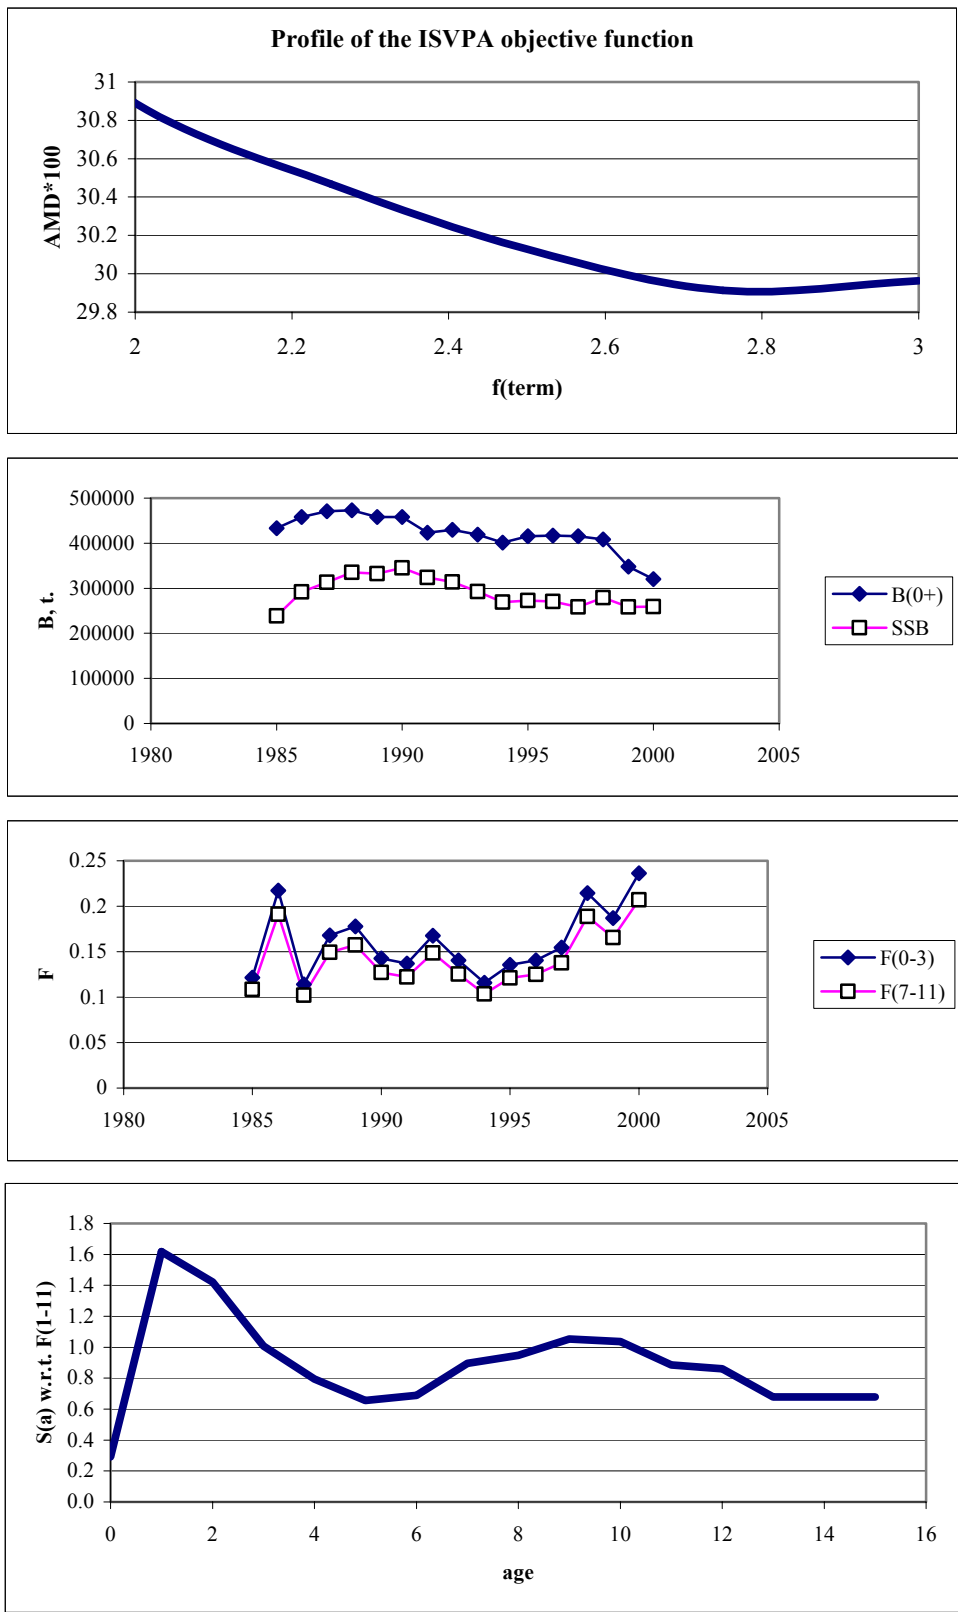 Profile of the ISVPA objective function
AMD*100
31
30.8
30.6
30.4
30.2
30
29.8
2 2.2 2.4 2.6 2.8 3
f(term)
B, t.
500000
400000
300000
200000
100000
0
1980 1985 1990 1995 2000 2005
B(0+)
SSB
F
0.25
0.2
0.15
0.1
0.05
0
1980 1985 1990 1995 2000 2005
F(0-3)
F(7-11)
S(a) w.r.t. F(1-11)
1.8
1.6
1.4
1.2
1.0
0.8
0.6
0.4
0.2
0.0
0 2 4 6 8 10 12 14 16
age